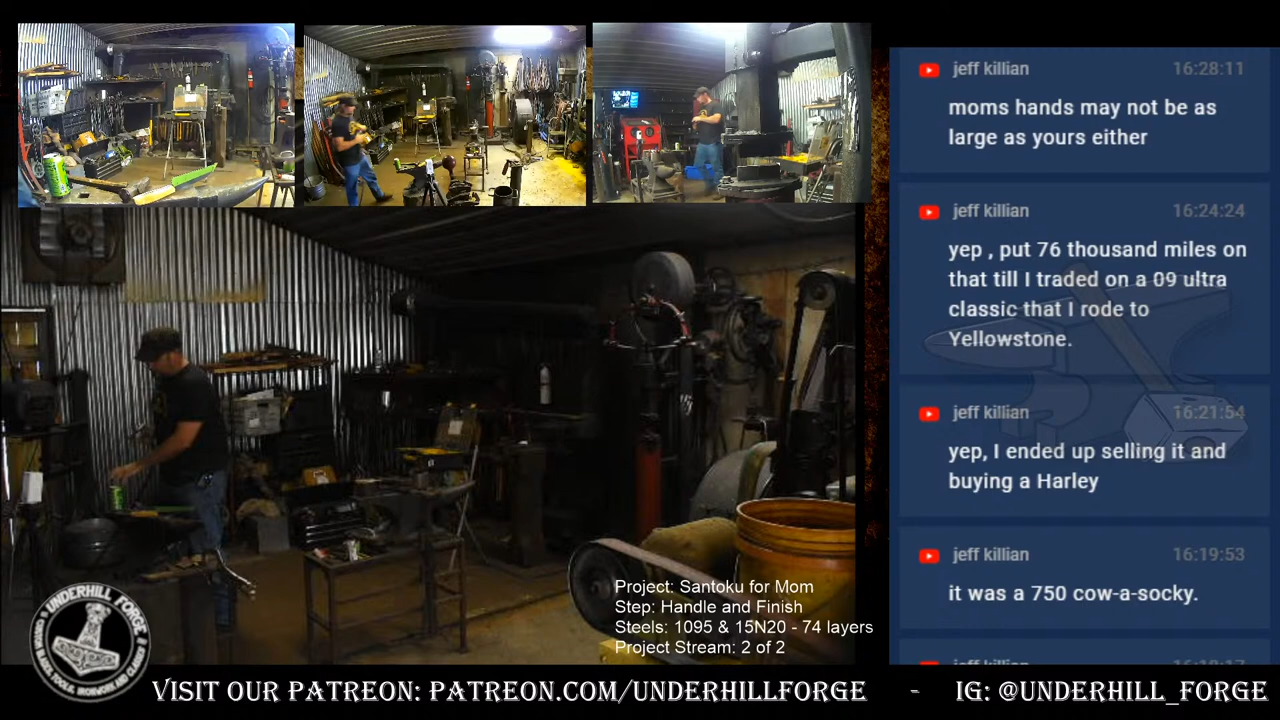 jeff killian 16:28:11
moms hands may not be as
large as yours either
jeff killian 16:24:24
yep , put 76 thousand miles on
that till I traded on a 09 ultra
classic that I rode to
Yellowstone.
jeff killian 16:21:54
yep, I ended up selling it and
buying a Harley
jeff killian 16:19:53
it was a 750 cow-a-socky.
jeff killian
Project: Santoku for Mom
Step: Handle and Finish
Steels: 1095 & 15N20 - 74 layers
Project Stream: 2 of 2
UNDERHILL FORGE
VISIT OUR PATREON: PATREON.COM/UNDERHILLFORGE - IG: @UNDERHILL_FORGE